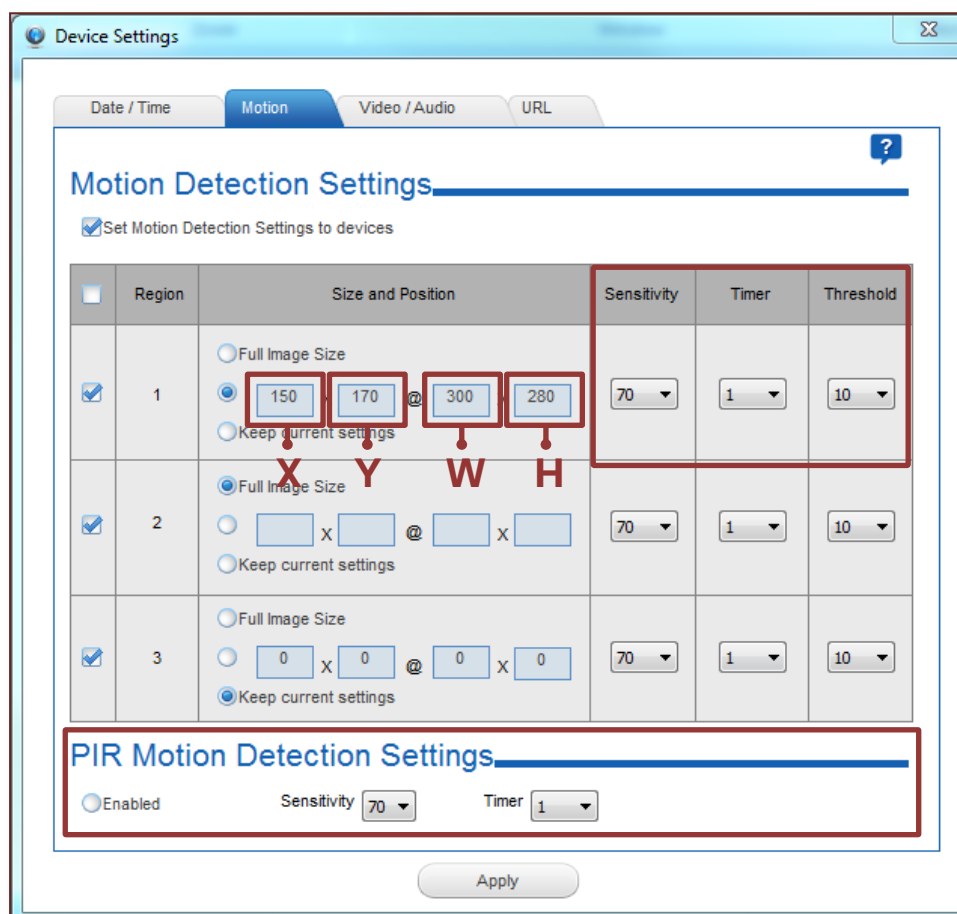 Device Settings
Date / Time Motion Video / Audio URL
?
Motion Detection Settings
Set Motion Detection Settings to devices
Region Size and Position Sensitivity Timer Threshold
Full Image Size
1 150 170 @ 300 280 70 1 10
Keep current settings
X Y W H
Full Image Size
2 X @ X 70 1 10
Keep current settings
Full Image Size
3 0 X 0 @ 0 X 0 70 1 10
Keep current settings
PIR Motion Detection Settings
Enabled Sensitivity 70 Timer 1
Apply